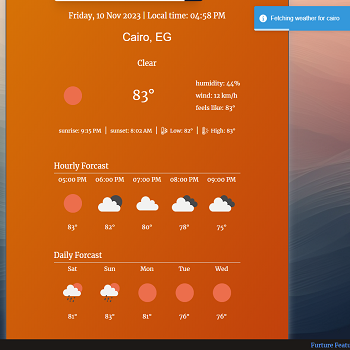 Fetching weather for cairo
Friday, 10 Nov 2023 | Local time: 04:58 PM
Cairo, EG
Clear
83°
humidity: 44%
wind: 12 km/h
feels like: 83°
sunrise: 9:15 PM | sunset: 8:02 AM | Low: 82° | High: 83°
Hourly Forcast
05:00 PM 06:00 PM 07:00 PM 08:00 PM 09:00 PM
83° 82° 80° 78° 75°
Daily Forcast
Sat Sun Mon Tue Wed
81° 83° 81° 76° 76°
Furture